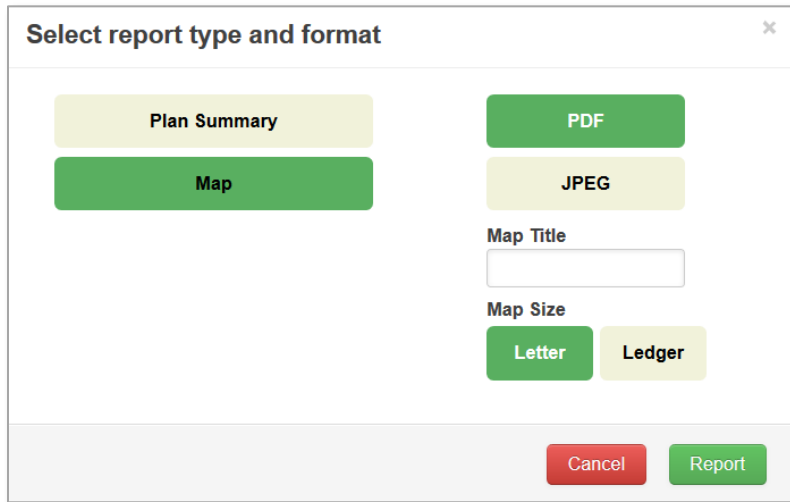 Select report type and format
×
Plan Summary
Map
PDF
JPEG
Map Title
Map Size
Letter Ledger
Cancel Report